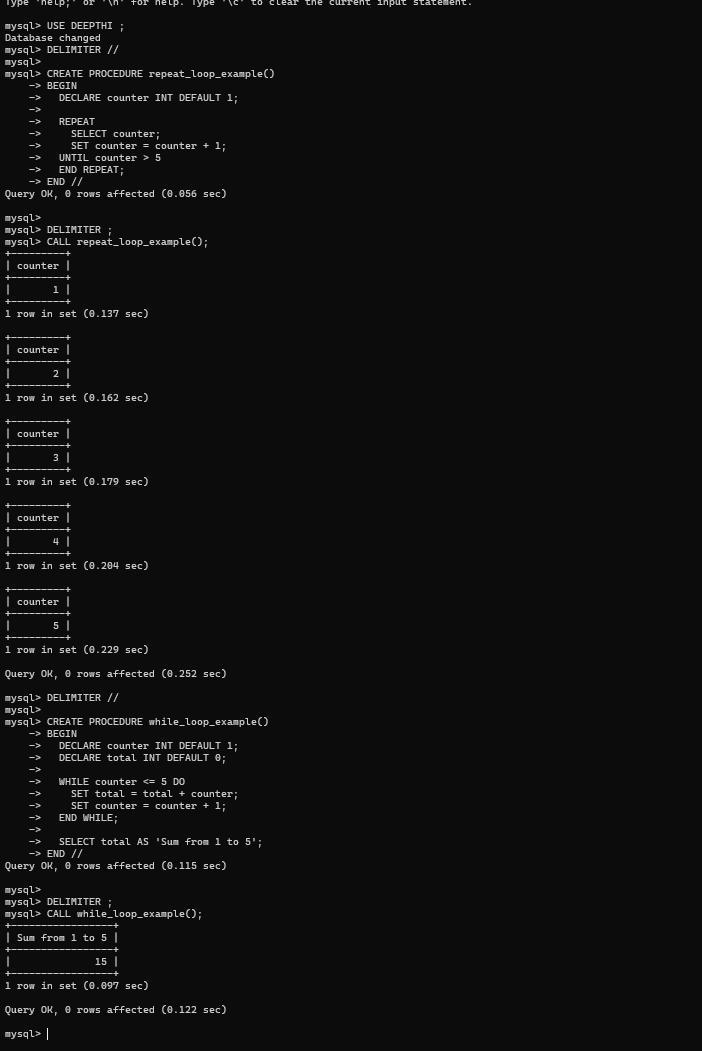 Type 'help;' or '\h' for help. Type '\c' to clear the current input statement.
mysql> USE DEEPTHI ;
Database changed
mysql> DELIMITER //
mysql>
mysql> CREATE PROCEDURE repeat_loop_example()
    -> BEGIN
    ->   DECLARE counter INT DEFAULT 1;
    ->
    ->   REPEAT
    ->     SELECT counter;
    ->     SET counter = counter + 1;
    ->   UNTIL counter > 5
    ->   END REPEAT;
    -> END //
Query OK, 0 rows affected (0.056 sec)
mysql>
mysql> DELIMITER ;
mysql> CALL repeat_loop_example();
+---------+
| counter |
+---------+
|       1 |
+---------+
1 row in set (0.137 sec)
+---------+
| counter |
+---------+
|       2 |
+---------+
1 row in set (0.162 sec)
+---------+
| counter |
+---------+
|       3 |
+---------+
1 row in set (0.179 sec)
+---------+
| counter |
+---------+
|       4 |
+---------+
1 row in set (0.204 sec)
+---------+
| counter |
+---------+
|       5 |
+---------+
1 row in set (0.229 sec)
Query OK, 0 rows affected (0.252 sec)
mysql> DELIMITER //
mysql>
mysql> CREATE PROCEDURE while_loop_example()
    -> BEGIN
    ->   DECLARE counter INT DEFAULT 1;
    ->   DECLARE total INT DEFAULT 0;
    ->
    ->   WHILE counter <= 5 DO
    ->     SET total = total + counter;
    ->     SET counter = counter + 1;
    ->   END WHILE;
    ->
    ->   SELECT total AS 'Sum from 1 to 5';
    -> END //
Query OK, 0 rows affected (0.115 sec)
mysql>
mysql> DELIMITER ;
mysql> CALL while_loop_example();
+-----------------+
| Sum from 1 to 5 |
+-----------------+
|              15 |
+-----------------+
1 row in set (0.097 sec)
Query OK, 0 rows affected (0.122 sec)
mysql>